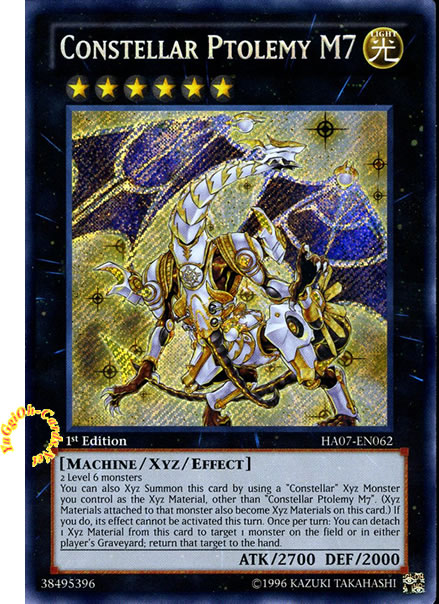 CONSTELLAR PTOLEMY M7
LIGHT
光
YuGgiOh-Cards.Net
1st Edition
HA07-EN062
[MACHINE/XYZ/EFFECT]
2 Level 6 monsters
You can also Xyz Summon this card by using a "Constellar" Xyz Monster
you control as the Xyz Material, other than "Constellar Ptolemy M7". (Xyz
Materials attached to that monster also become Xyz Materials on this card.) If
you do, its effect cannot be activated this turn. Once per turn: You can detach
1 Xyz Material from this card to target 1 monster on the field or in either
player's Graveyard; return that target to the hand.
ATK/2700 DEF/2000
38495396
©1996 KAZUKI TAKAHASHI